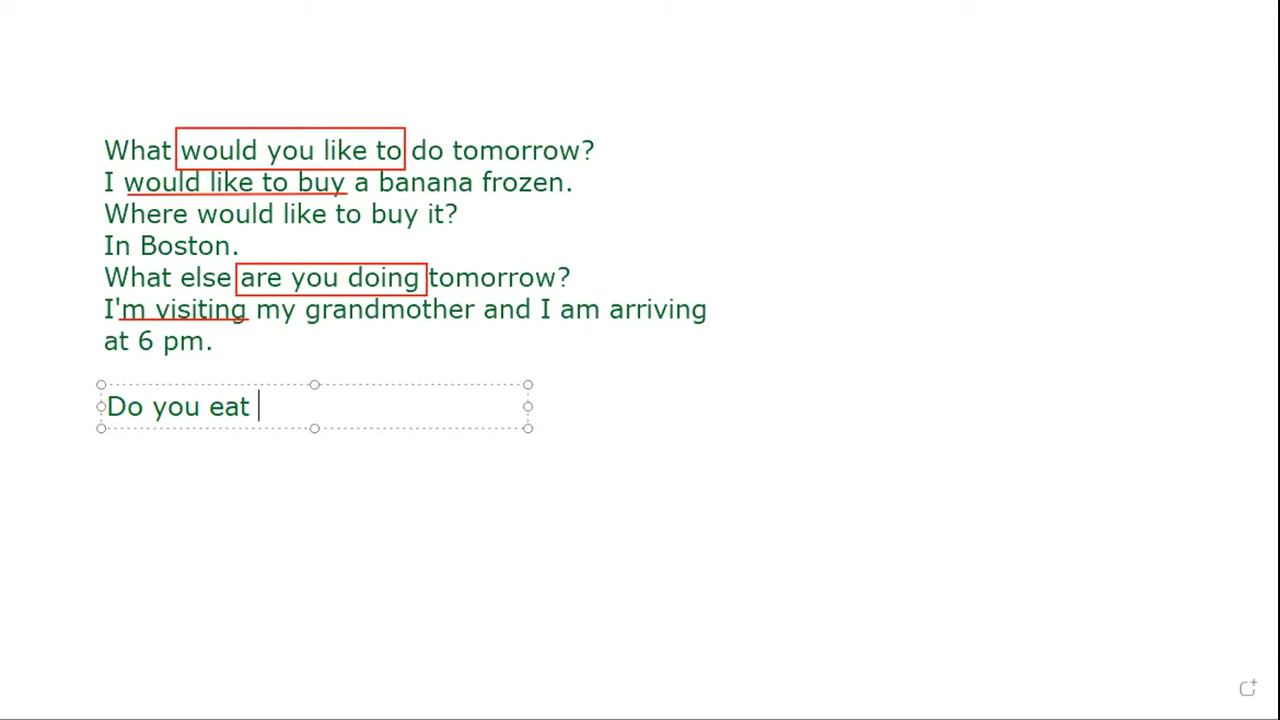 What would you like to do tomorrow?
I would like to buy a banana frozen.
Where would like to buy it?
In Boston.
What else are you doing tomorrow?
I'm visiting my grandmother and I am arriving
at 6 pm.
Do you eat